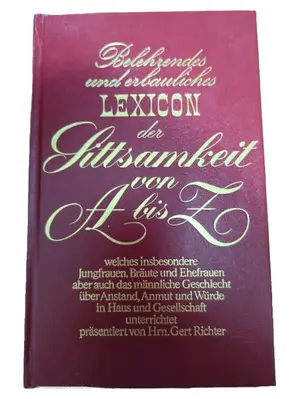 Belehrendes
und erbauliches
LEXICON
der
Sittsamkeit
von
A bis Z
welches insbesondere
Jungfrauen, Bräute und Ehefrauen
aber auch das männliche Geschlecht
über Anstand, Anmut und Würde
in Haus und Gesellschaft
unterrichtet
präsentiert von Hrn. Gert Richter